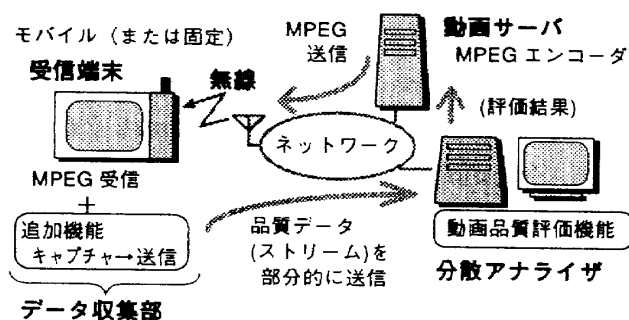 モバイル (または固定)
受信端末
無線
MPEG
送信
動画サーバ
MPEG エンコーダ
(評価結果)
ネットワーク
MPEG 受信
+
追加機能
キャプチャ→送信
データ収集部
品質データ
(ストリーム)を
部分的に送信
動画品質評価機能
分散アナライザ